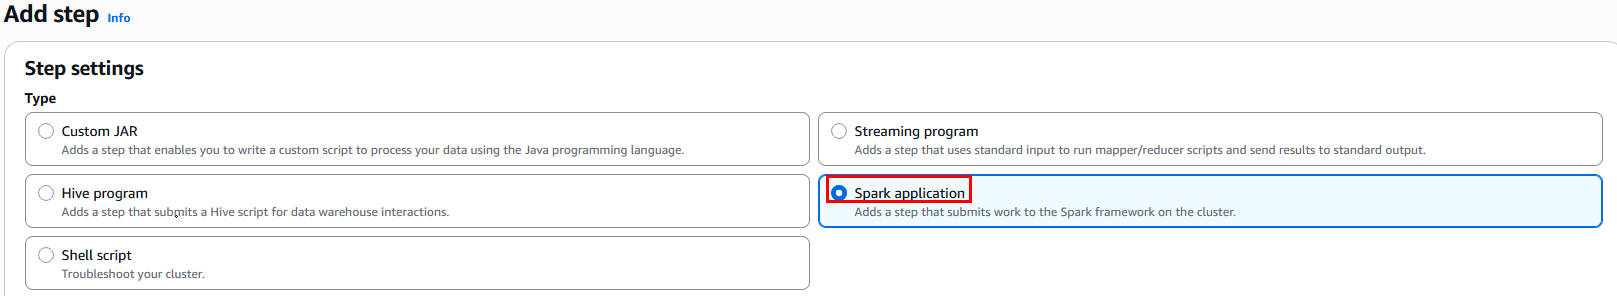 Add step Info
Step settings
Type
Custom JAR
Adds a step that enables you to write a custom script to process your data using the Java programming language.
Streaming program
Adds a step that uses standard input to run mapper/reducer scripts and send results to standard output.
Hive program
Adds a step that submits a Hive script for data warehouse interactions.
Spark application
Adds a step that submits work to the Spark framework on the cluster.
Shell script
Troubleshoot your cluster.